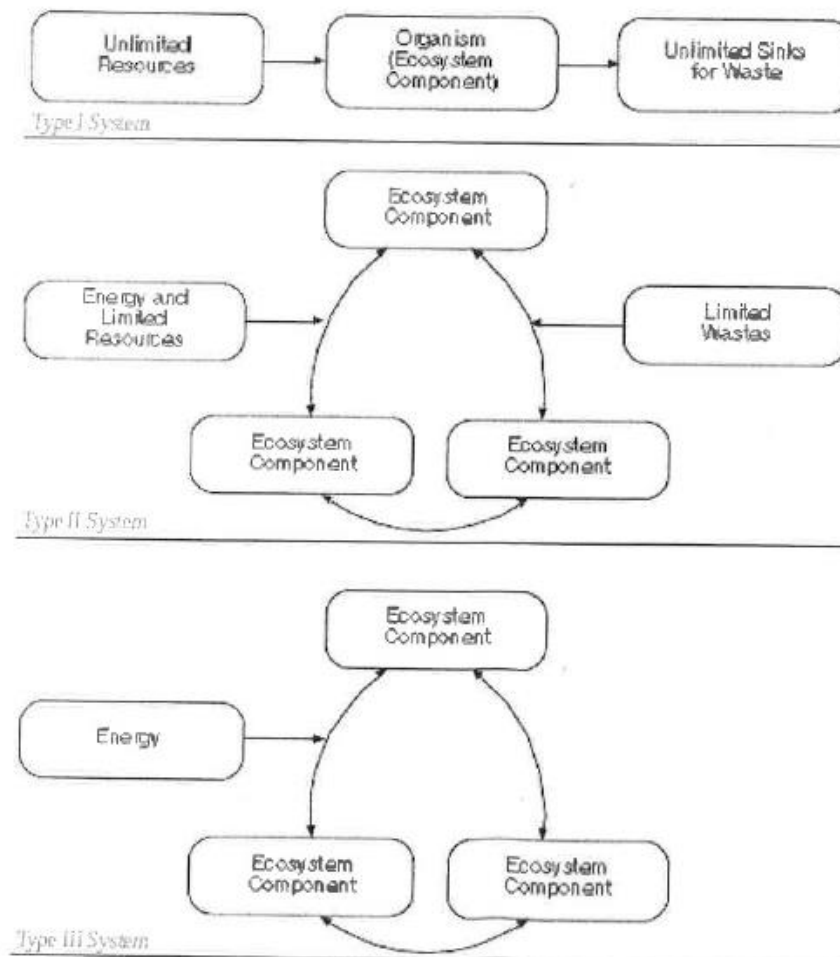 Unlimited
Resources
Organism
(Ecosystem
Component)
Unlimited Sinks
for Waste
Type I System
Ecosystem
Component
Energy and
Limited
Resources
Limited
Wastes
Ecosystem
Component
Ecosystem
Component
Type II System
Ecosystem
Component
Energy
Ecosystem
Component
Ecosystem
Component
Type III System